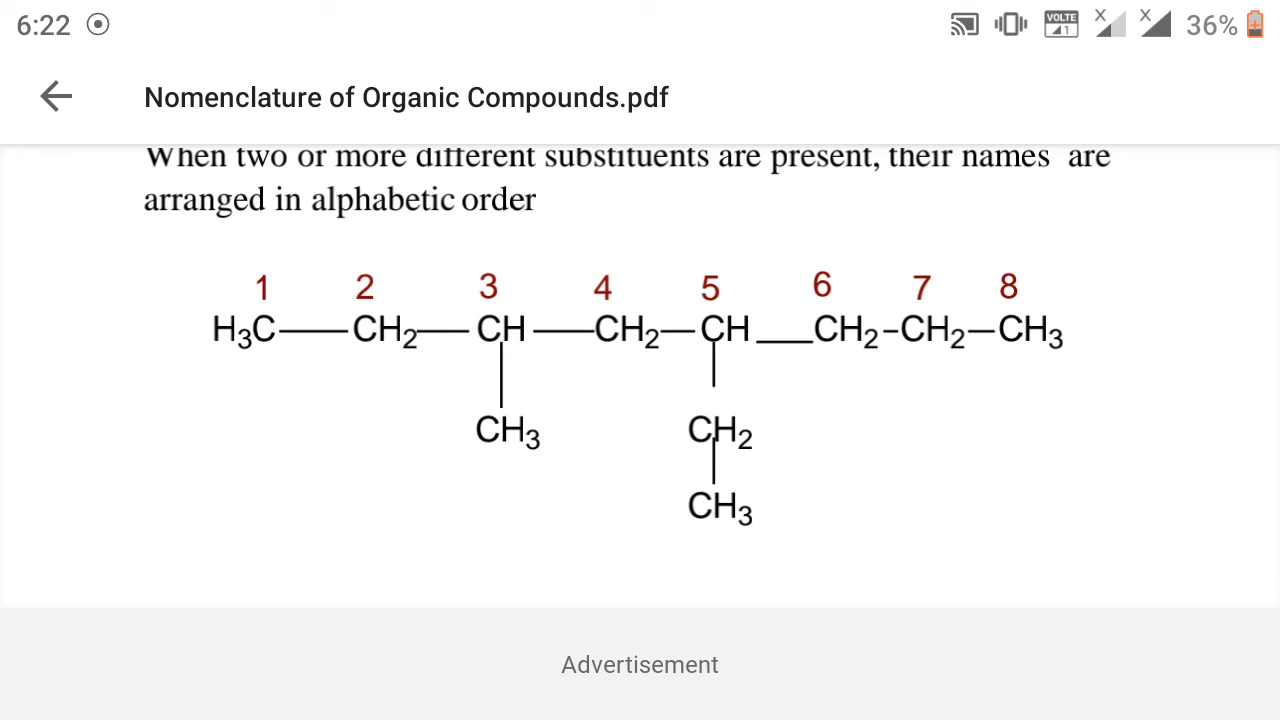 6:22 VOLTE 1 X X 36%
Nomenclature of Organic Compounds.pdf
When two or more different substituents are present, their names are
arranged in alphabetic order
1 2 3 4 5 6 7 8
H₃C—CH₂—CH—CH₂—CH—CH₂-CH₂—CH₃
CH₃ CH₂
CH₃
Advertisement